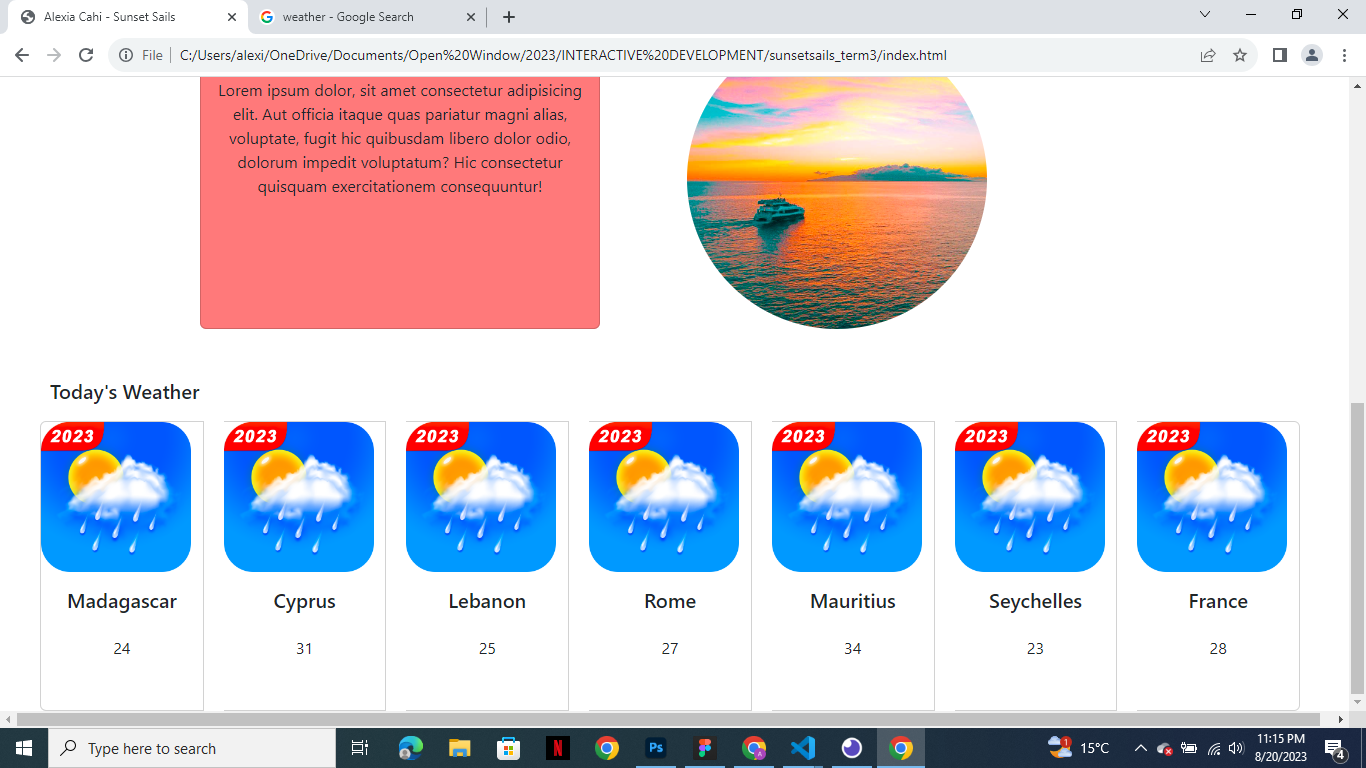 Alexia Cahi - Sunset Sails
weather - Google Search
File
C:/Users/alexi/OneDrive/Documents/Open%20Window/2023/INTERACTIVE%20DEVELOPMENT/sunsetsails_term3/index.html
Lorem ipsum dolor, sit amet consectetur adipisicing
elit. Aut officia itaque quas pariatur magni alias,
voluptate, fugit hic quibusdam libero dolor odio,
dolorum impedit voluptatum? Hic consectetur
quisquam exercitationem consequuntur!
Today's Weather
2023 2023 2023 2023 2023 2023 2023
Madagascar Cyprus Lebanon Rome Mauritius Seychelles France
24 31 25 27 34 23 28
Type here to search
N
Ps
A
1
15°C
11:15 PM
8/20/2023
4